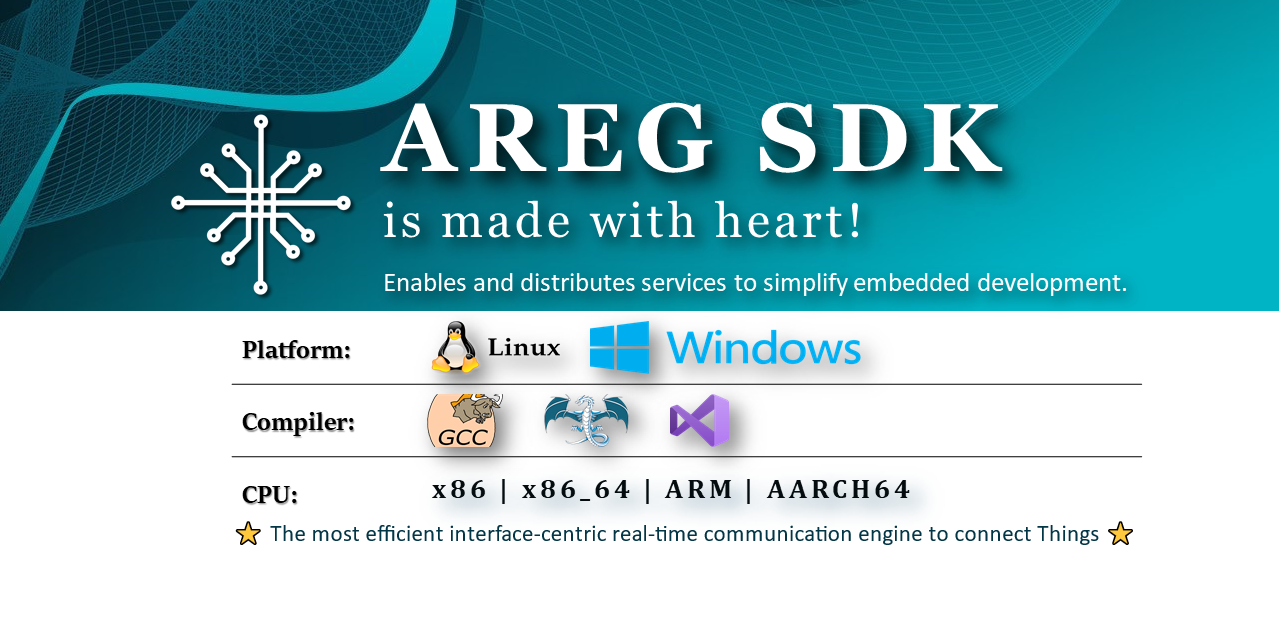 AREG SDK
is made with heart!
Enables and distributes services to simplify embedded development.
Platform: Linux Windows
Compiler: GCC
CPU: x86 | x86_64 | ARM | AARCH64
The most efficient interface-centric real-time communication engine to connect Things